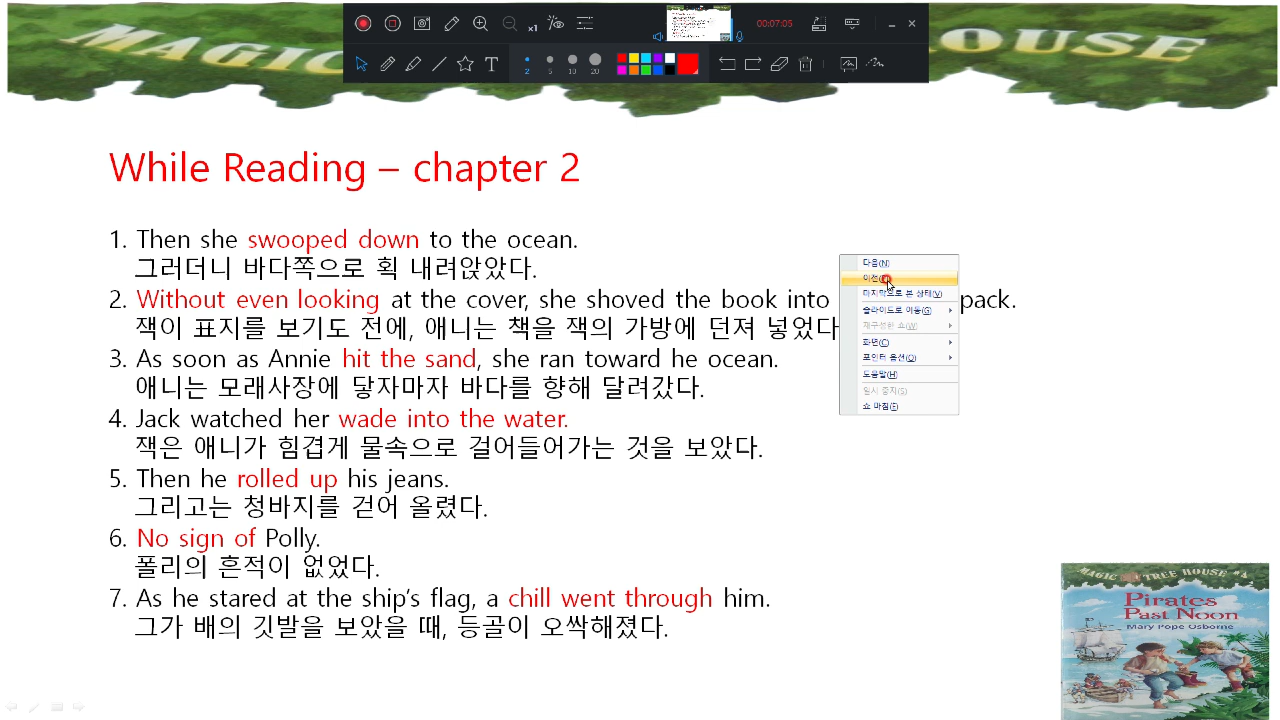 MAGIC
HOUSE
x1
00:07:05
T
2 5 10 20
While Reading – chapter 2
1. Then she swooped down to the ocean.
그러더니 바다쪽으로 획 내려앉았다.
2. Without even looking at the cover, she shoved the book into pack.
잭이 표지를 보기도 전에, 애니는 책을 잭의 가방에 던져 넣었다
3. As soon as Annie hit the sand, she ran toward he ocean.
애니는 모래사장에 닿자마자 바다를 향해 달려갔다.
4. Jack watched her wade into the water.
잭은 애니가 힘겹게 물속으로 걸어들어가는 것을 보았다.
5. Then he rolled up his jeans.
그리고는 청바지를 걷어 올렸다.
6. No sign of Polly.
폴리의 흔적이 없었다.
7. As he stared at the ship's flag, a chill went through him.
그가 배의 깃발을 보았을 때, 등골이 오싹해졌다.
다음(N)
이전
마지막으로 본 상태(V)
슬라이드로 이동(G)
재구성한 쇼(W)
화면(C)
포인터 옵션(O)
도움말(H)
일시 중지(S)
쇼 마침(E)
MAGIC TREE HOUSE
Pirates
Past Noon
Mary Pope Osborne